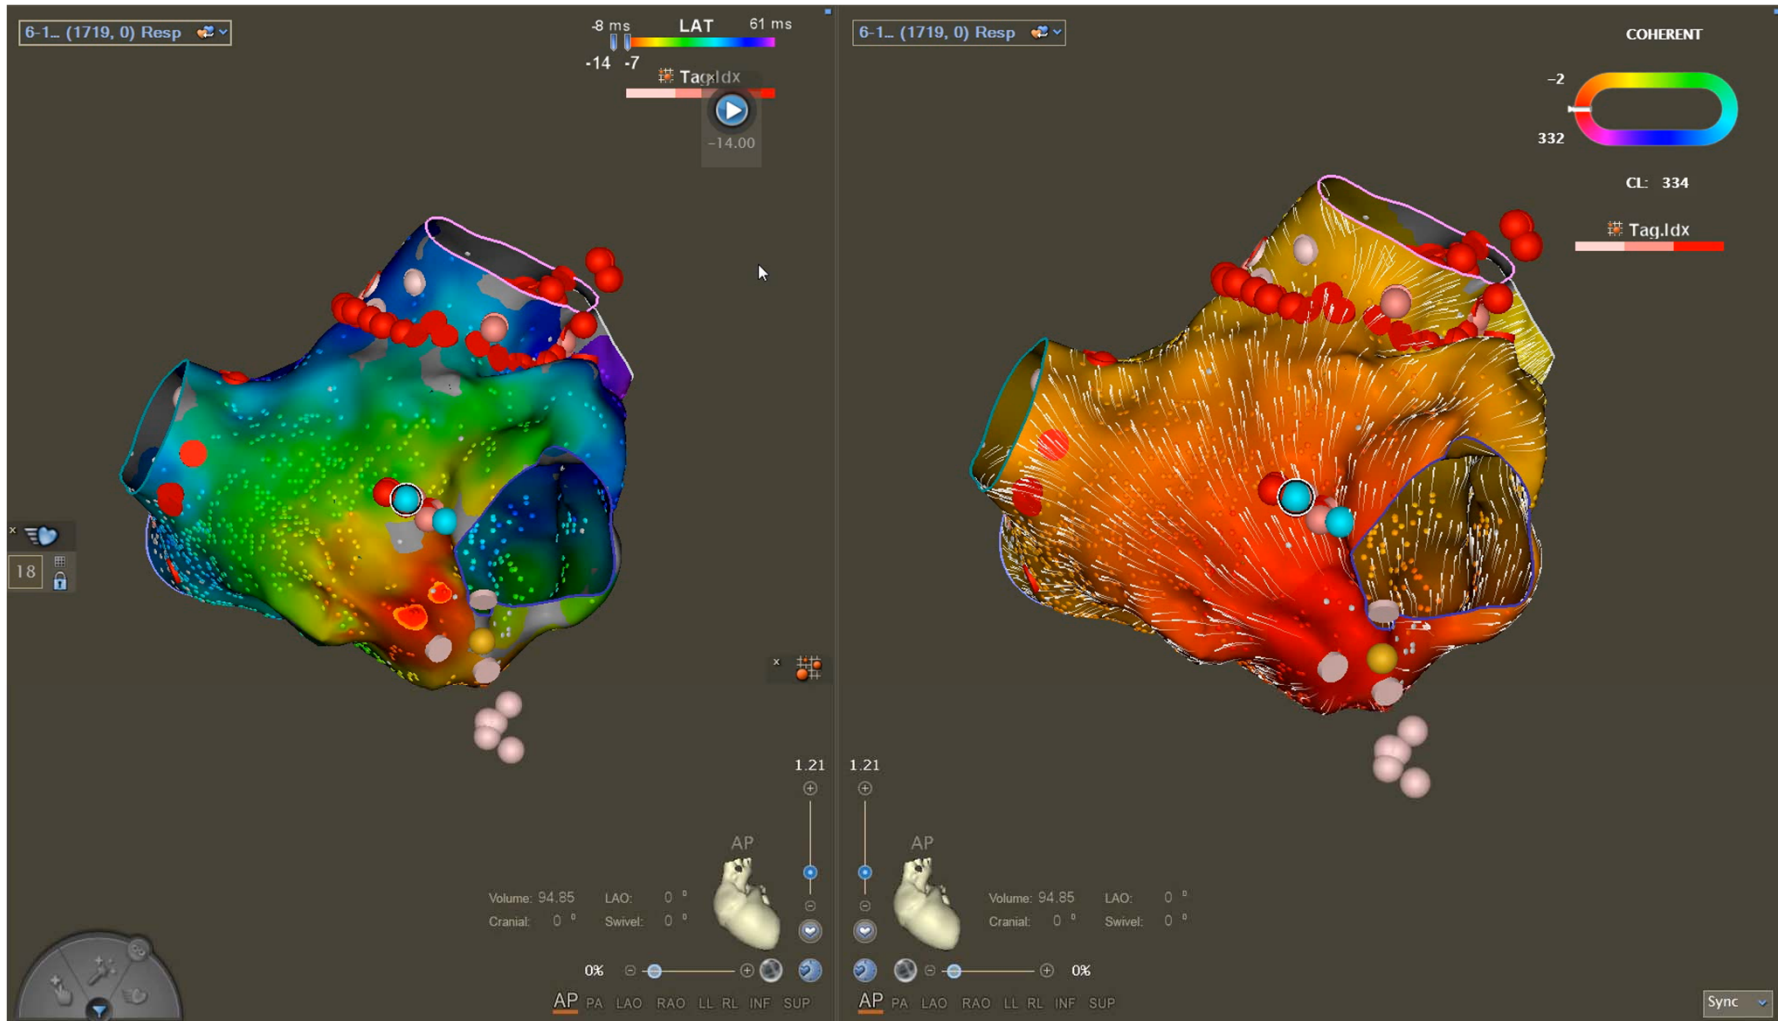 6-1... (1719, 0) Resp
-8 ms LAT 61 ms
-14 -7
Tag.Idx
-14.00
18
1.21
AP
Volume: 94.85 LAO: 0 °
Cranial: 0 ° Swivel: 0 °
0%
AP PA LAO RAO LL RL INF SUP
6-1... (1719, 0) Resp
COHERENT
-2
332
CL: 334
Tag.Idx
1.21
AP
Volume: 94.85 LAO: 0 °
Cranial: 0 ° Swivel: 0 °
0%
AP PA LAO RAO LL RL INF SUP
Sync